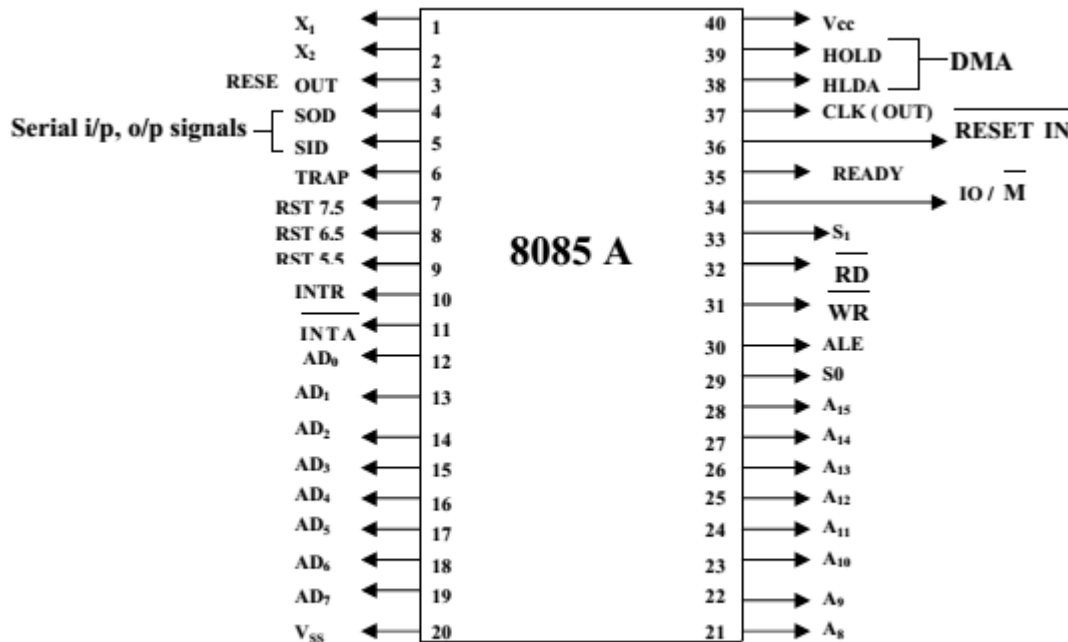 X₁ 1 40 Vcc
X₂ 2 39 HOLD
DMA
RESE OUT 3 38 HLDA
SOD 4 37 CLK ( OUT)
Serial i/p, o/p signals
SID 5 36 RESET IN
TRAP 6 35 READY
RST 7.5 7 34 IO / M
RST 6.5 8 33 S₁
8085 A
RST 5.5 9 32 RD
INTR 10 31 WR
INTA 11 30 ALE
AD₀ 12 29 S0
AD₁ 13 28 A₁₅
AD₂ 14 27 A₁₄
AD₃ 15 26 A₁₃
AD₄ 16 25 A₁₂
AD₅ 17 24 A₁₁
AD₆ 18 23 A₁₀
AD₇ 19 22 A₉
Vss 20 21 A₈